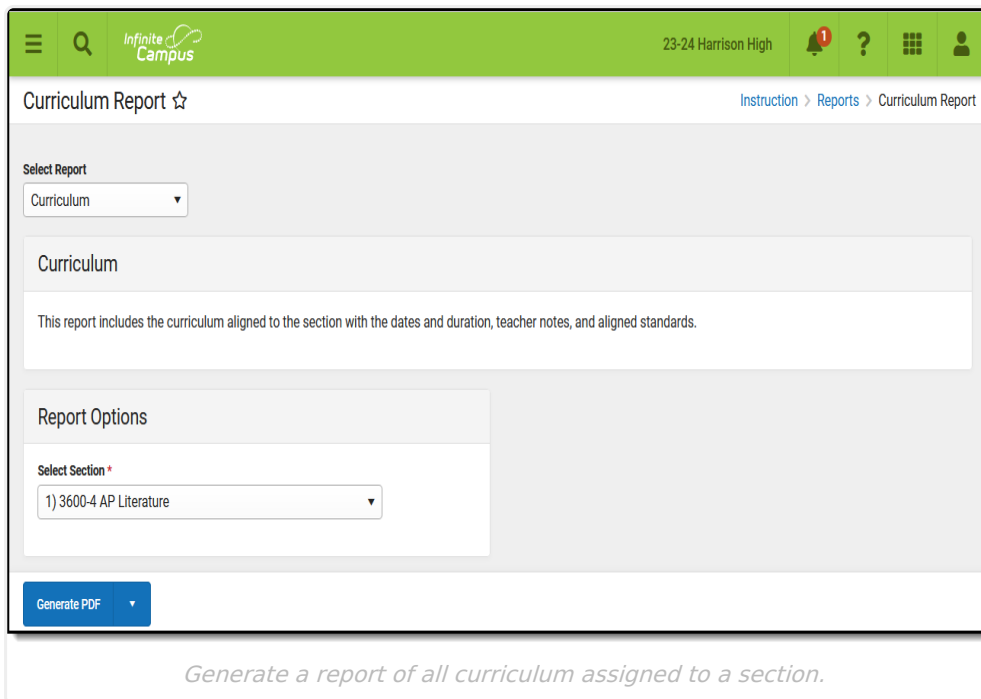 Infinite Campus
23-24 Harrison High
1
?
Curriculum Report
Instruction > Reports > Curriculum Report
Select Report
Curriculum
Curriculum
This report includes the curriculum aligned to the section with the dates and duration, teacher notes, and aligned standards.
Report Options
Select Section *
1) 3600-4 AP Literature
Generate PDF
Generate a report of all curriculum assigned to a section.